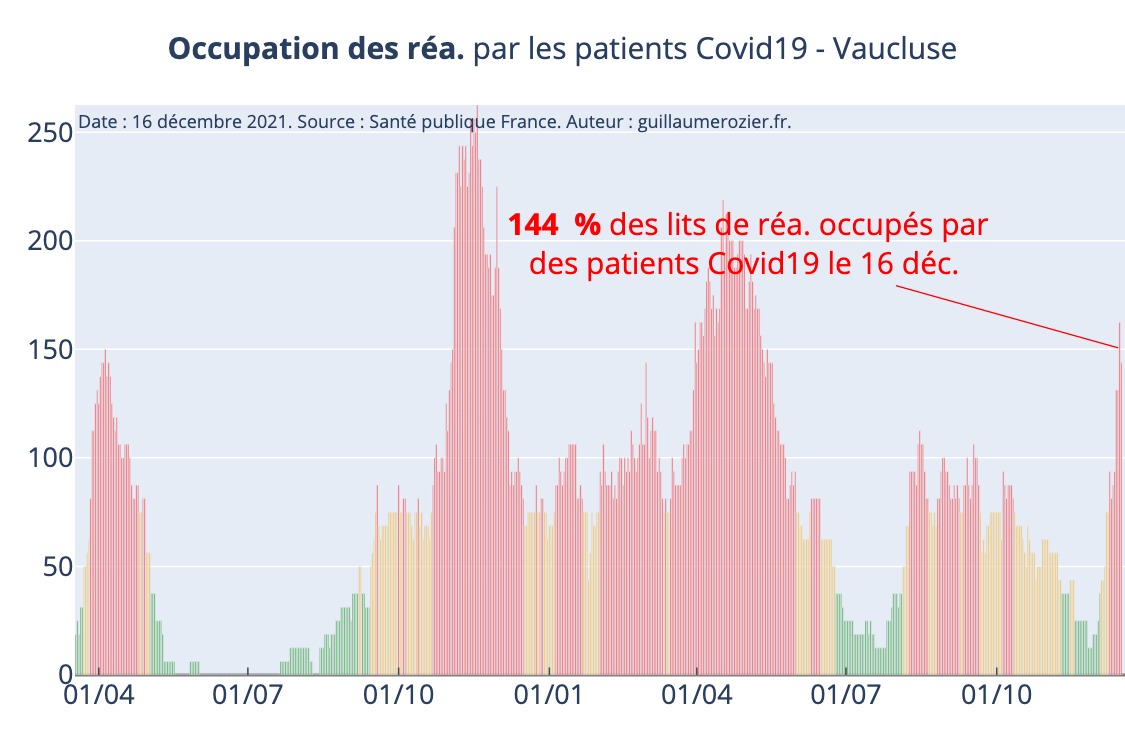 Occupation des réa. par les patients Covid19 - Vaucluse
Date : 16 décembre 2021. Source : Santé publique France. Auteur : guillaumerozier.fr.
250
200
150
100
50
0
144 % des lits de réa. occupés par
des patients Covid19 le 16 déc.
01/04 01/07 01/10 01/01 01/04 01/07 01/10